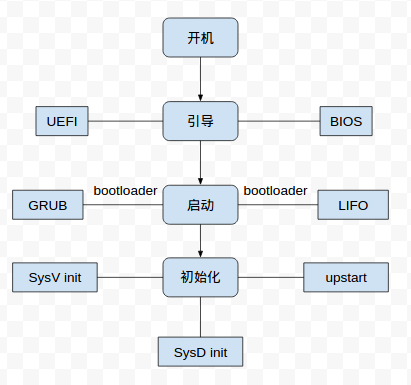 开机
UEFI
引导
BIOS
bootloader
bootloader
GRUB
启动
LIFO
SysV init
初始化
upstart
SysD init